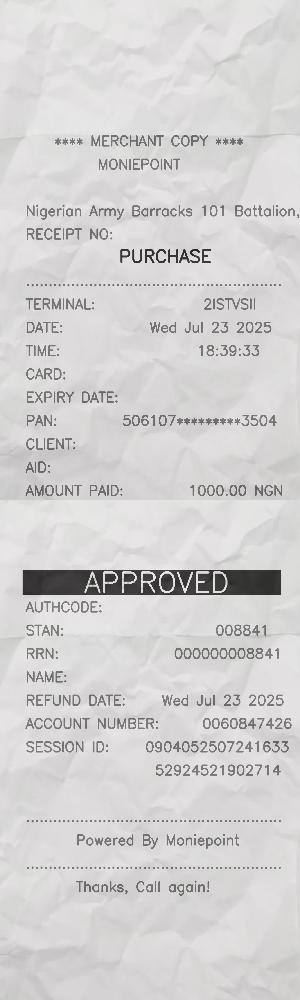 **** MERCHANT COPY ****
MONIEPOINT
Nigerian Army Barracks 101 Battalion,
RECEIPT NO:
PURCHASE
TERMINAL: 2ISTVSII
DATE: Wed Jul 23 2025
TIME: 18:39:33
CARD:
EXPIRY DATE:
PAN: 506107*********3504
CLIENT:
AID:
AMOUNT PAID: 1000.00 NGN
APPROVED
AUTHCODE:
STAN: 008841
RRN: 000000008841
NAME:
REFUND DATE: Wed Jul 23 2025
ACCOUNT NUMBER: 0060847426
SESSION ID: 0904052507241633
52924521902714
Powered By Moniepoint
Thanks, Call again!